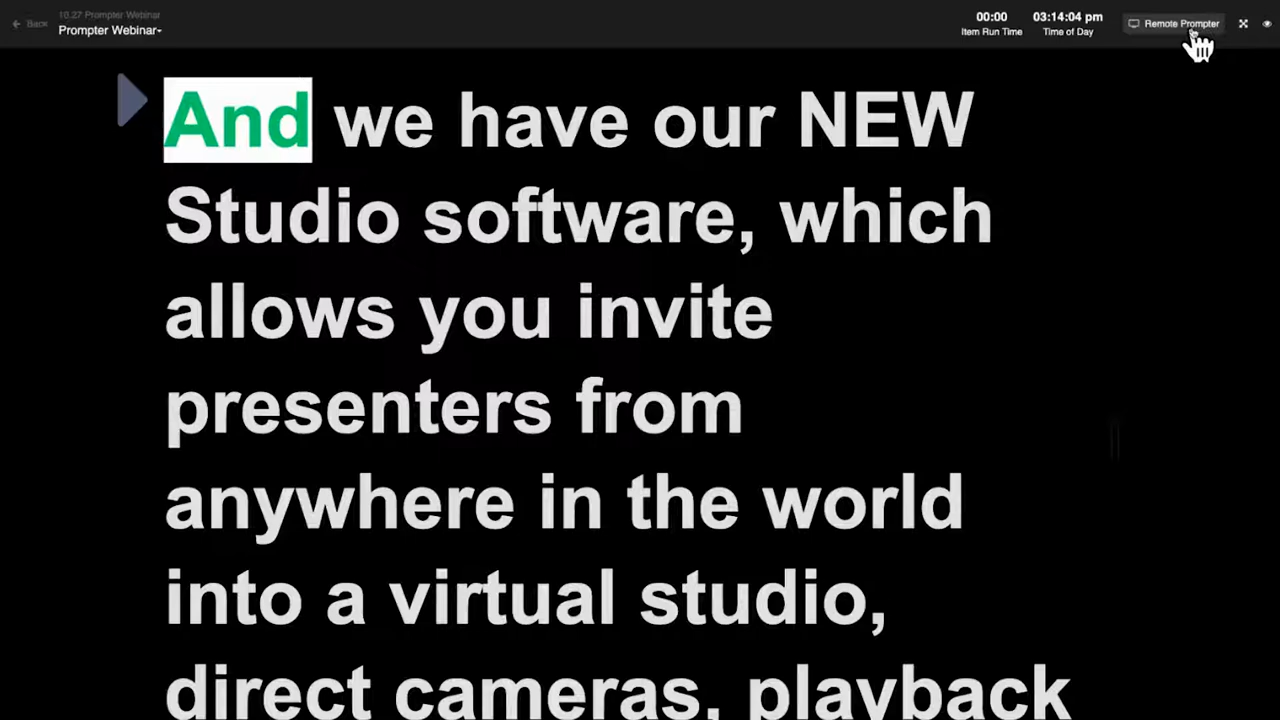 Back
10.27 Prompter Webinar
Prompter Webinar
00:00
Item Run Time
03:14:04 pm
Time of Day
Remote Prompter
And we have our NEW
Studio software, which
allows you invite
presenters from
anywhere in the world
into a virtual studio,
direct cameras, playback